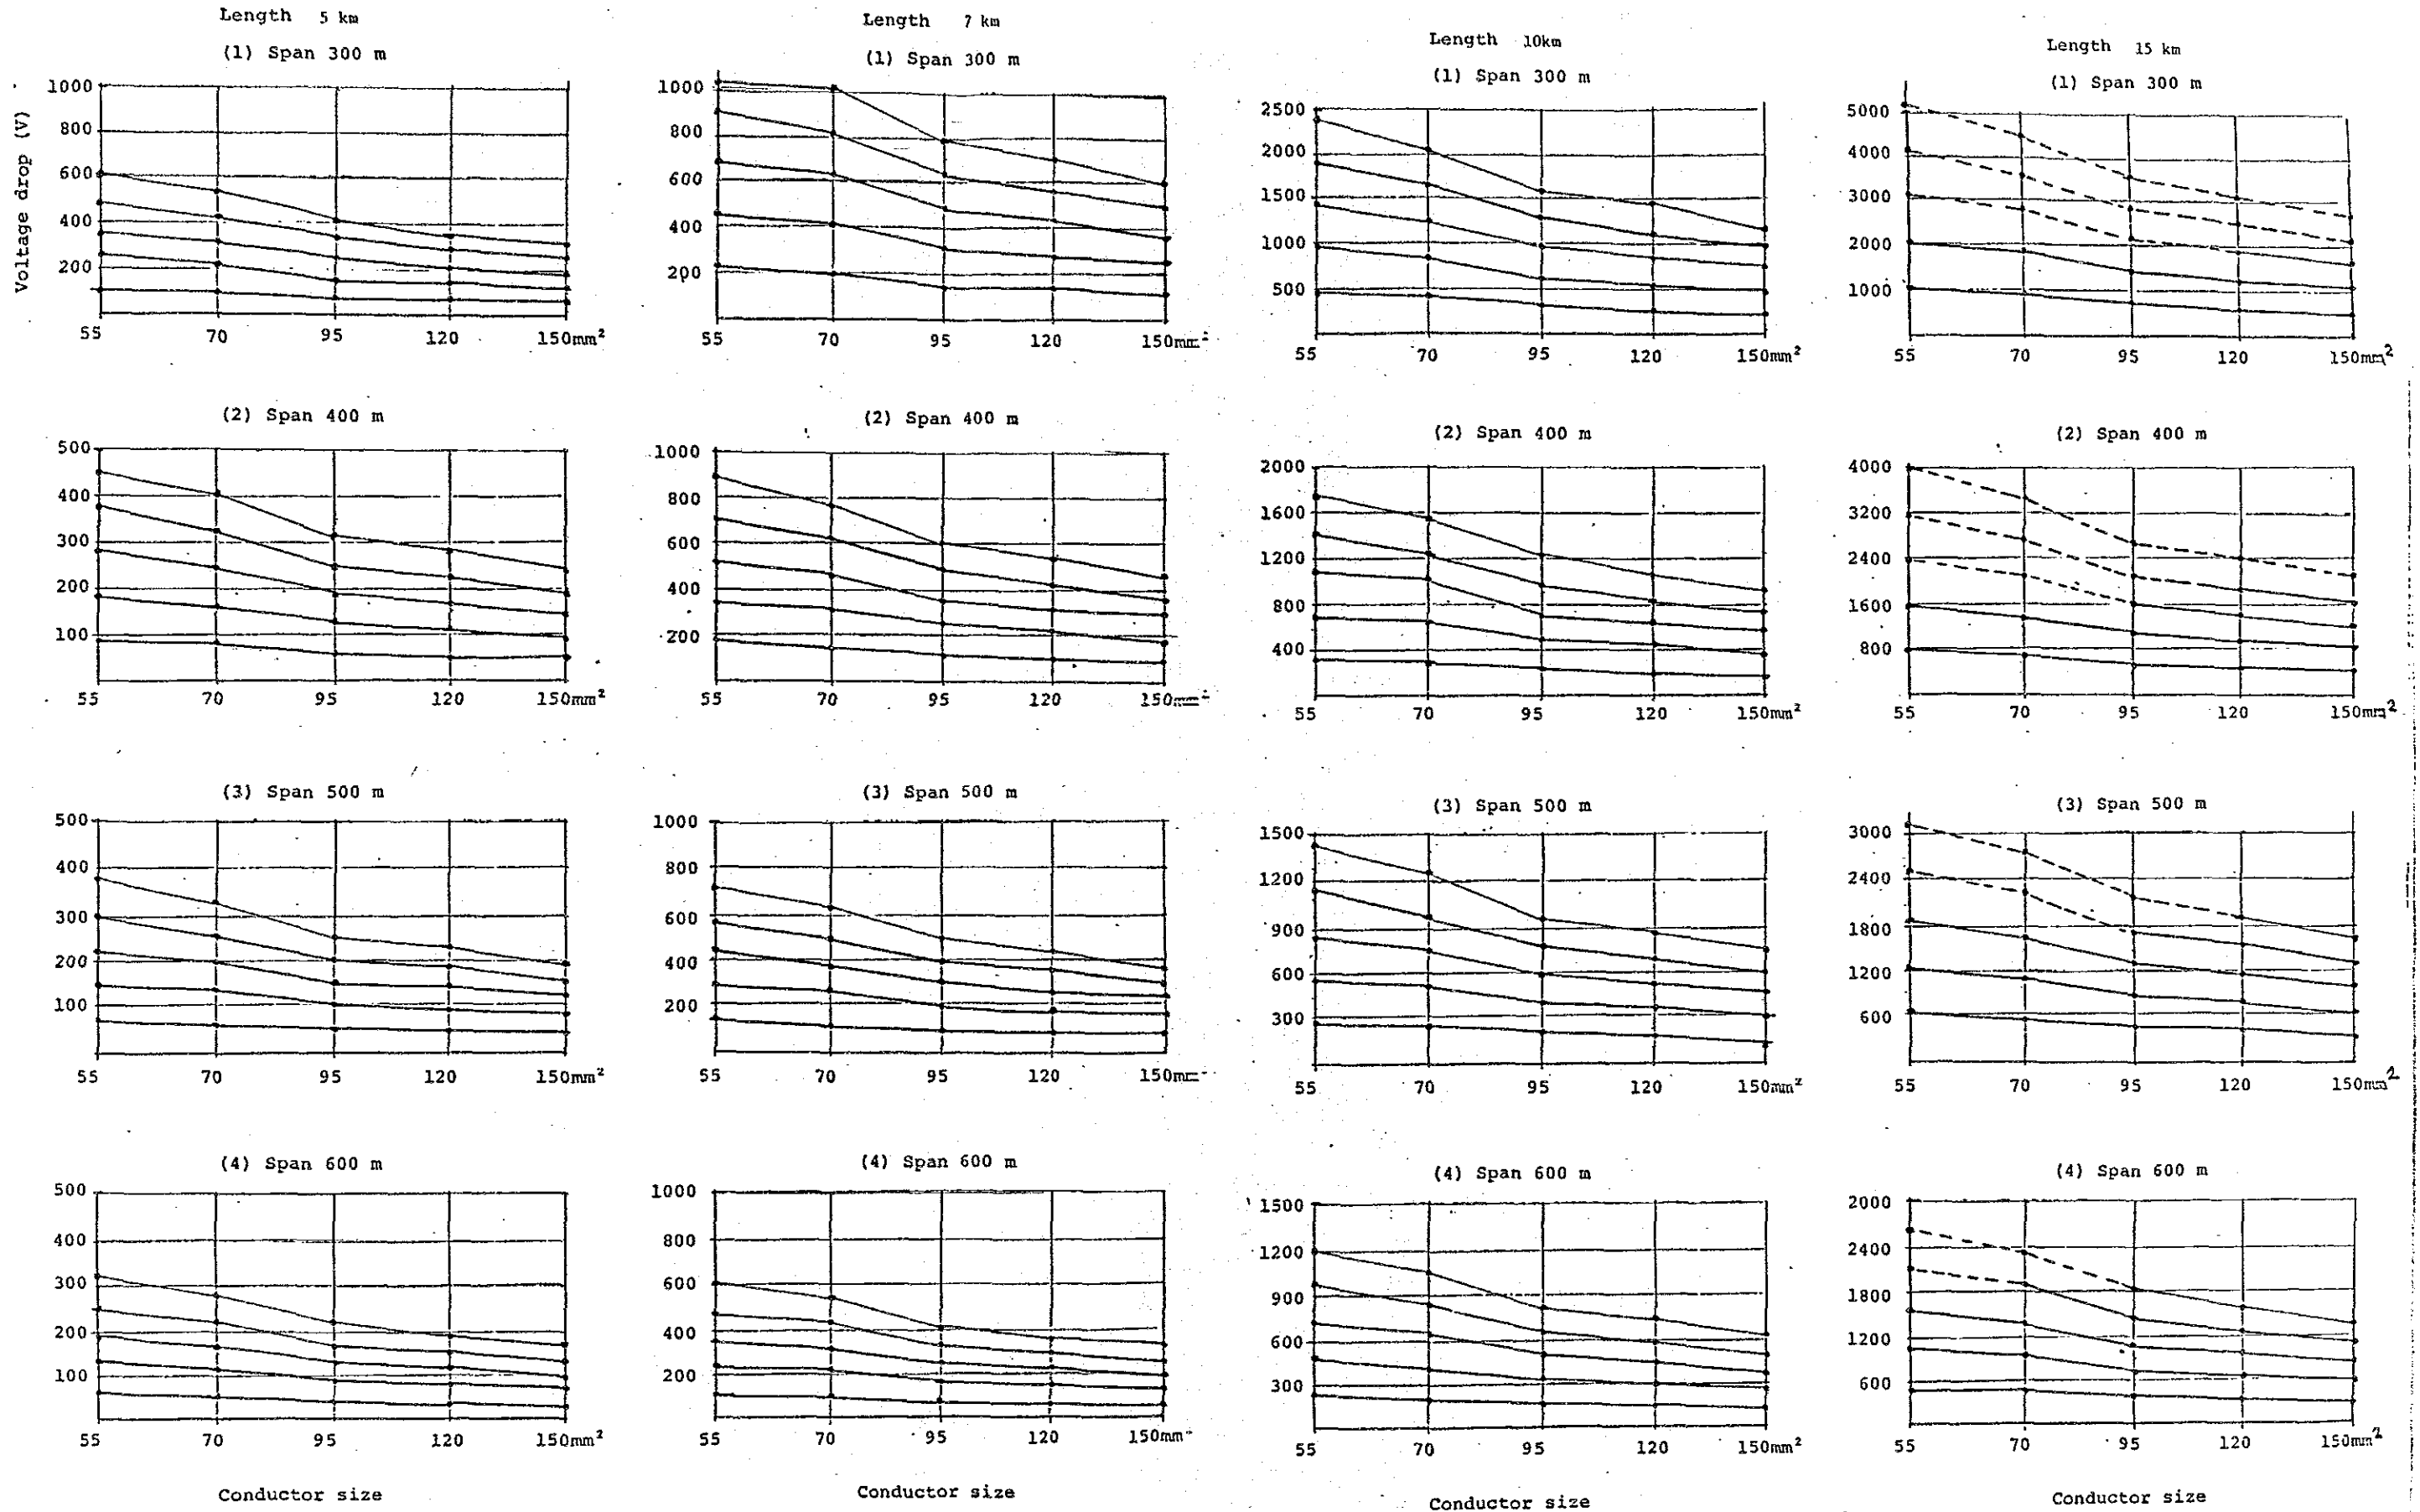 Length 5 km
(1) Span 300 m
Voltage drop (V)
1000
800
600
400
200
55 70 95 120 150mm²
(2) Span 400 m
500
400
300
200
100
55 70 95 120 150mm²
(3) Span 500 m
500
400
300
200
100
55 70 95 120 150mm²
(4) Span 600 m
500
400
300
200
100
55 70 95 120 150mm²
Conductor size
Length 7 km
(1) Span 300 m
1000
800
600
400
200
55 70 95 120 150mm²
(2) Span 400 m
1000
800
600
400
200
55 70 95 120 150mm²
(3) Span 500 m
1000
800
600
400
200
55 70 95 120 150mm²
(4) Span 600 m
1000
800
600
400
200
55 70 95 120 150mm²
Conductor size
Length 10km
(1) Span 300 m
2500
2000
1500
1000
500
55 70 95 120 150mm²
(2) Span 400 m
2000
1600
1200
800
400
55 70 95 120 150mm²
(3) Span 500 m
1500
1200
900
600
300
55 70 95 120 150mm²
(4) Span 600 m
1500
1200
900
600
300
55 70 95 120 150mm²
Conductor size
Length 15 km
(1) Span 300 m
5000
4000
3000
2000
1000
55 70 95 120 150mm²
(2) Span 400 m
4000
3200
2400
1600
800
55 70 95 120 150mm²
(3) Span 500 m
3000
2400
1800
1200
600
55 70 95 120 150mm²
(4) Span 600 m
2000
2400
1800
1200
600
55 70 95 120 150mm²
Conductor size